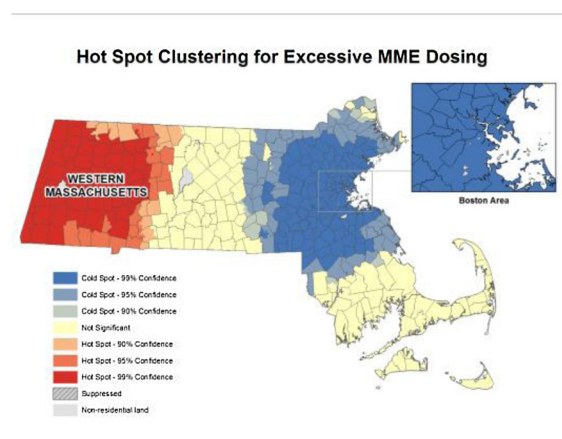 Hot Spot Clustering for Excessive MME Dosing
WESTERN
MASSACHUSETTS
Boston Area
Cold Spot - 99% Confidence
Cold Spot - 95% Confidence
Cold Spot - 90% Confidence
Not Significant
Hot Spot - 90% Confidence
Hot Spot - 95% Confidence
Hot Spot - 99% Confidence
Suppressed
Non-residential land